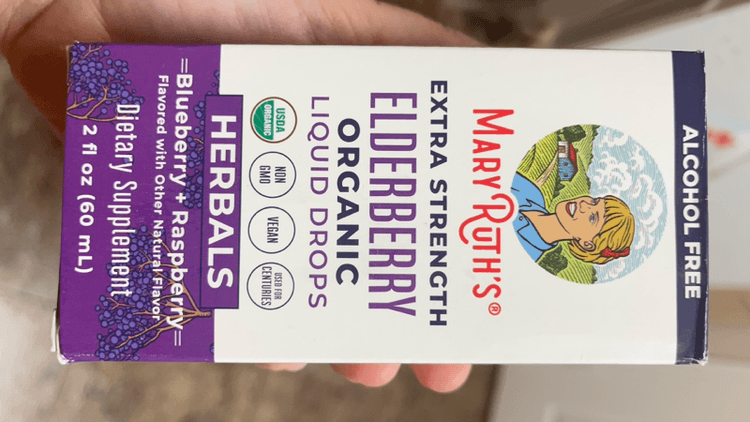 ALCOHOL FREE
MARY RUTH'S®
EXTRA STRENGTH
ELDERBERRY
ORGANIC
LIQUID DROPS
USDA
ORGANIC
NON
GMO
VEGAN
USED FOR
CENTURIES
HERBALS
=Blueberry + Raspberry=
Flavored with Other Natural Flavor
Dietary Supplement
2 fl oz (60 mL)